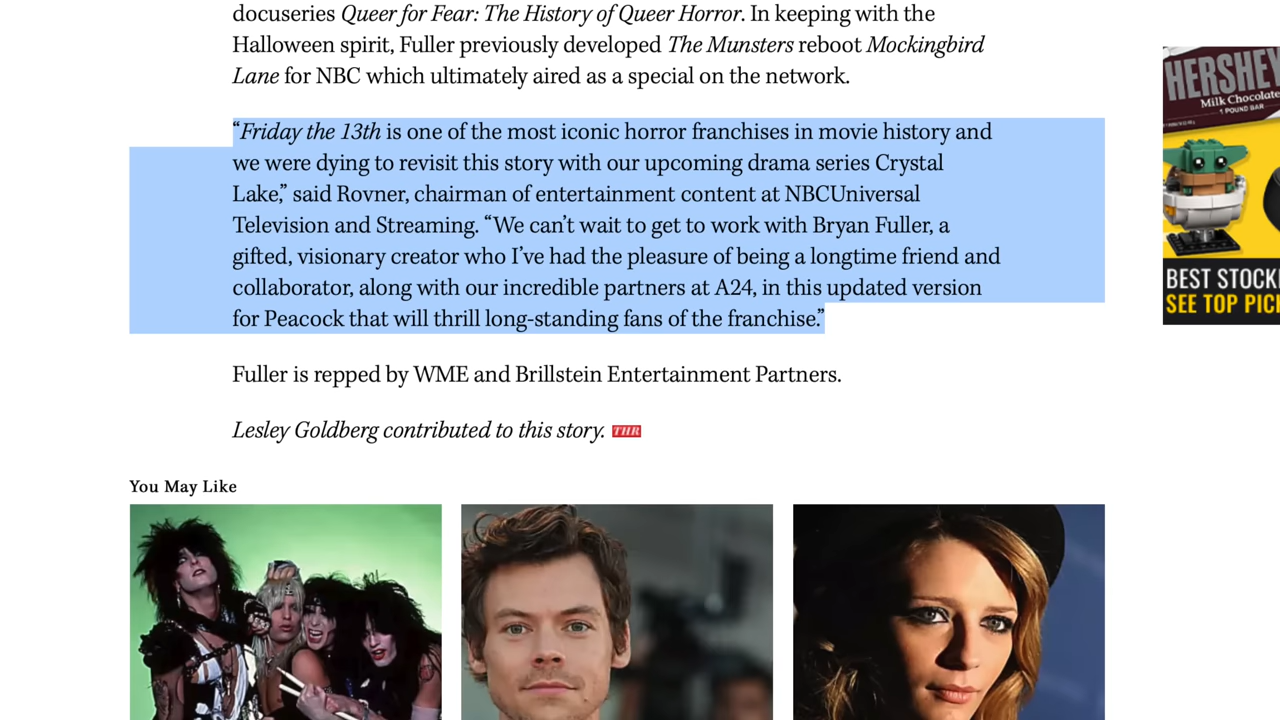 docuseries Queer for Fear: The History of Queer Horror. In keeping with the
Halloween spirit, Fuller previously developed The Munsters reboot Mockingbird
Lane for NBC which ultimately aired as a special on the network.
“Friday the 13th is one of the most iconic horror franchises in movie history and
we were dying to revisit this story with our upcoming drama series Crystal
Lake,” said Rovner, chairman of entertainment content at NBCUniversal
Television and Streaming. “We can’t wait to get to work with Bryan Fuller, a
gifted, visionary creator who I’ve had the pleasure of being a longtime friend and
collaborator, along with our incredible partners at A24, in this updated version
for Peacock that will thrill long-standing fans of the franchise.”
Fuller is repped by WME and Brillstein Entertainment Partners.
Lesley Goldberg contributed to this story. THR
You May Like
HERSHEY
Milk Chocolate
1 POUND BAR
BEST STOCKI
SEE TOP PIC